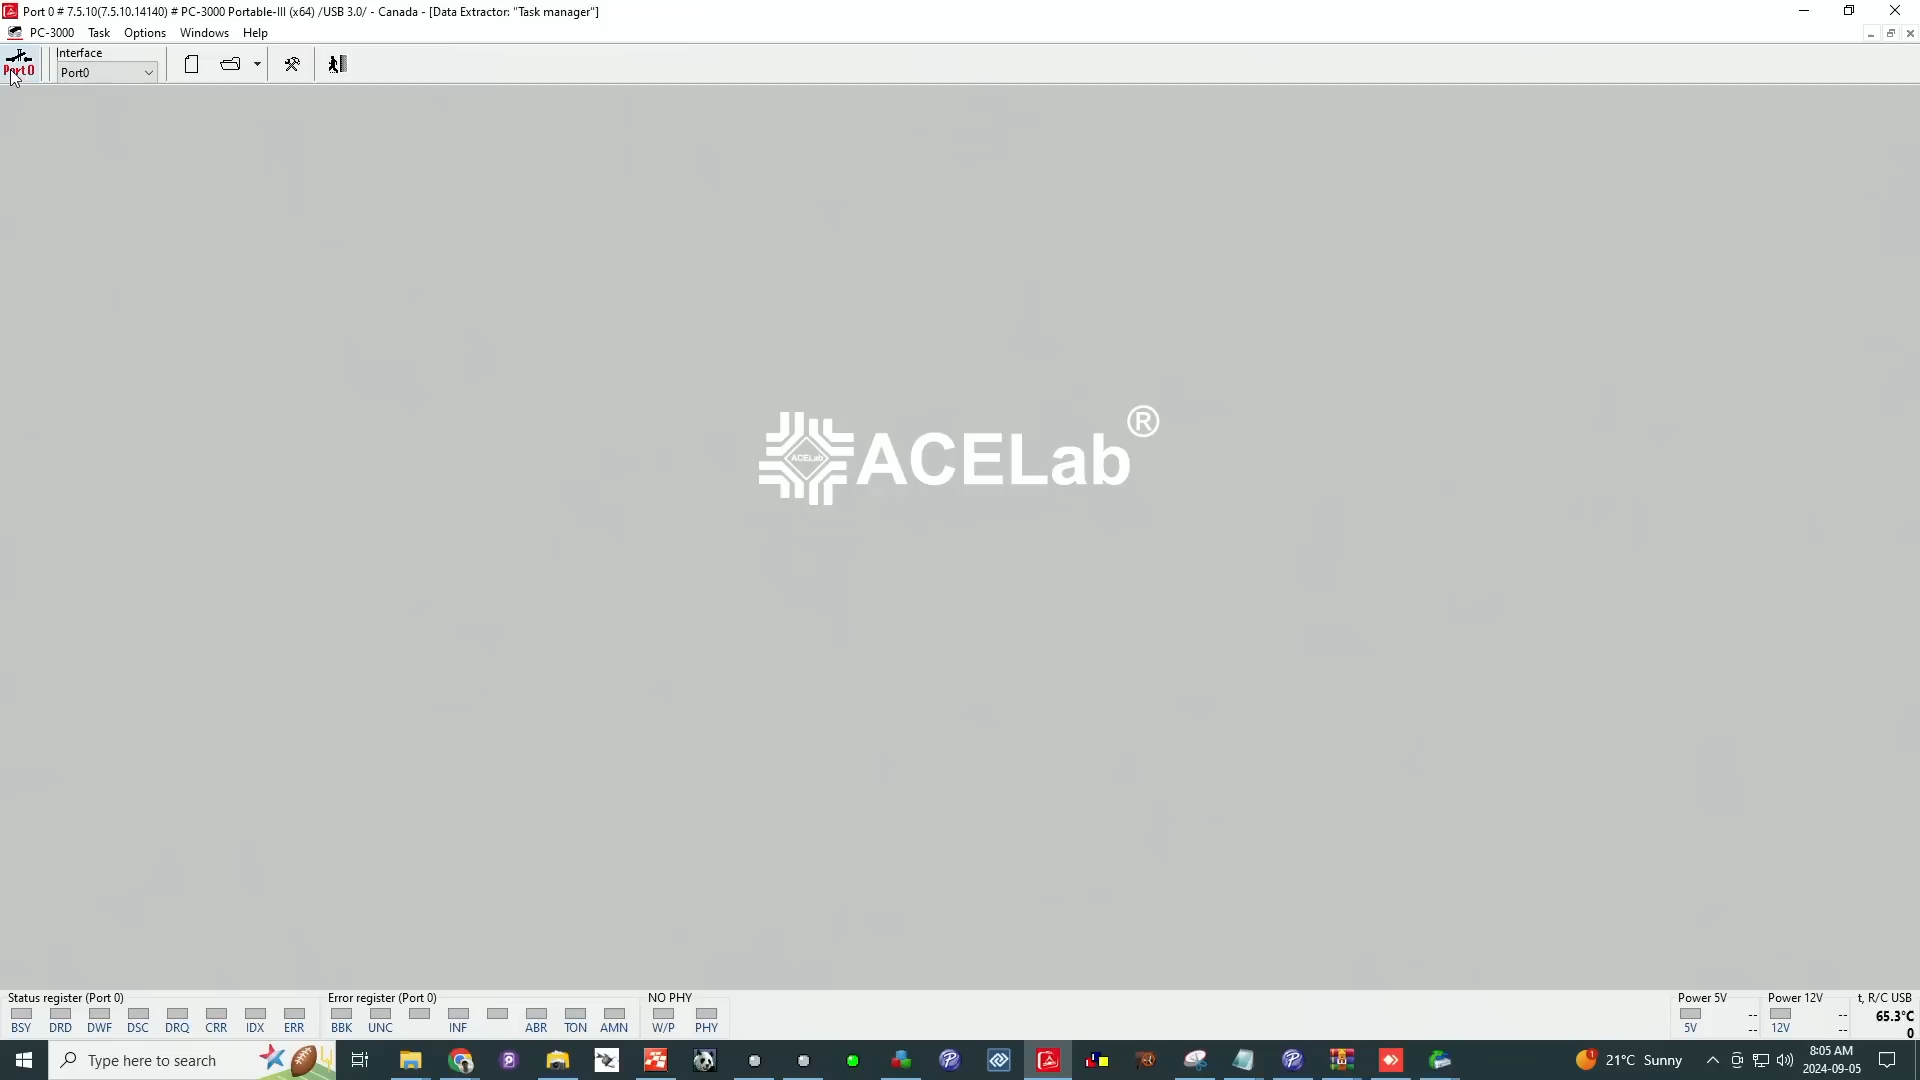 Port 0 # 7.5.10(7.5.10.14140) # PC-3000 Portable-III (x64) /USB 3.0/ - Canada - [Data Extractor: "Task manager"]
PC-3000 Task Options Windows Help
Port0
Interface
Port0
ACELab
ACELab®
Status register (Port 0)
BSY DRD DWF DSC DRQ CRR IDX ERR
Error register (Port 0)
BBK UNC INF ABR TON AMN
NO PHY
W/P PHY
Power 5V
5V -- --
Power 12V
12V -- --
t, R/C USB
65.3°C
0
Type here to search
1
21°C Sunny
8:05 AM
2024-09-05